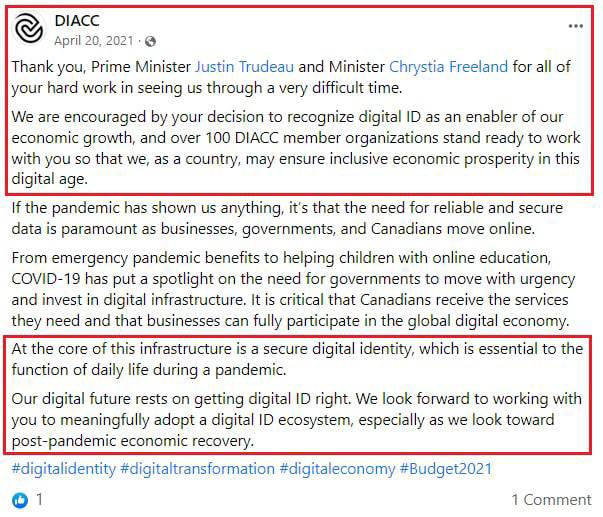 DIACC
April 20, 2021 ·
Thank you, Prime Minister Justin Trudeau and Minister Chrystia Freeland for all of
your hard work in seeing us through a very difficult time.
We are encouraged by your decision to recognize digital ID as an enabler of our
economic growth, and over 100 DIACC member organizations stand ready to work
with you so that we, as a country, may ensure inclusive economic prosperity in this
digital age.
If the pandemic has shown us anything, it's that the need for reliable and secure
data is paramount as businesses, governments, and Canadians move online.
From emergency pandemic benefits to helping children with online education,
COVID-19 has put a spotlight on the need for governments to move with urgency
and invest in digital infrastructure. It is critical that Canadians receive the services
they need and that businesses can fully participate in the global digital economy.
At the core of this infrastructure is a secure digital identity, which is essential to the
function of daily life during a pandemic.
Our digital future rests on getting digital ID right. We look forward to working with
you to meaningfully adopt a digital ID ecosystem, especially as we look toward
post-pandemic economic recovery.
#digitalidentity #digitaltransformation #digitaleconomy #Budget2021
1 1 Comment